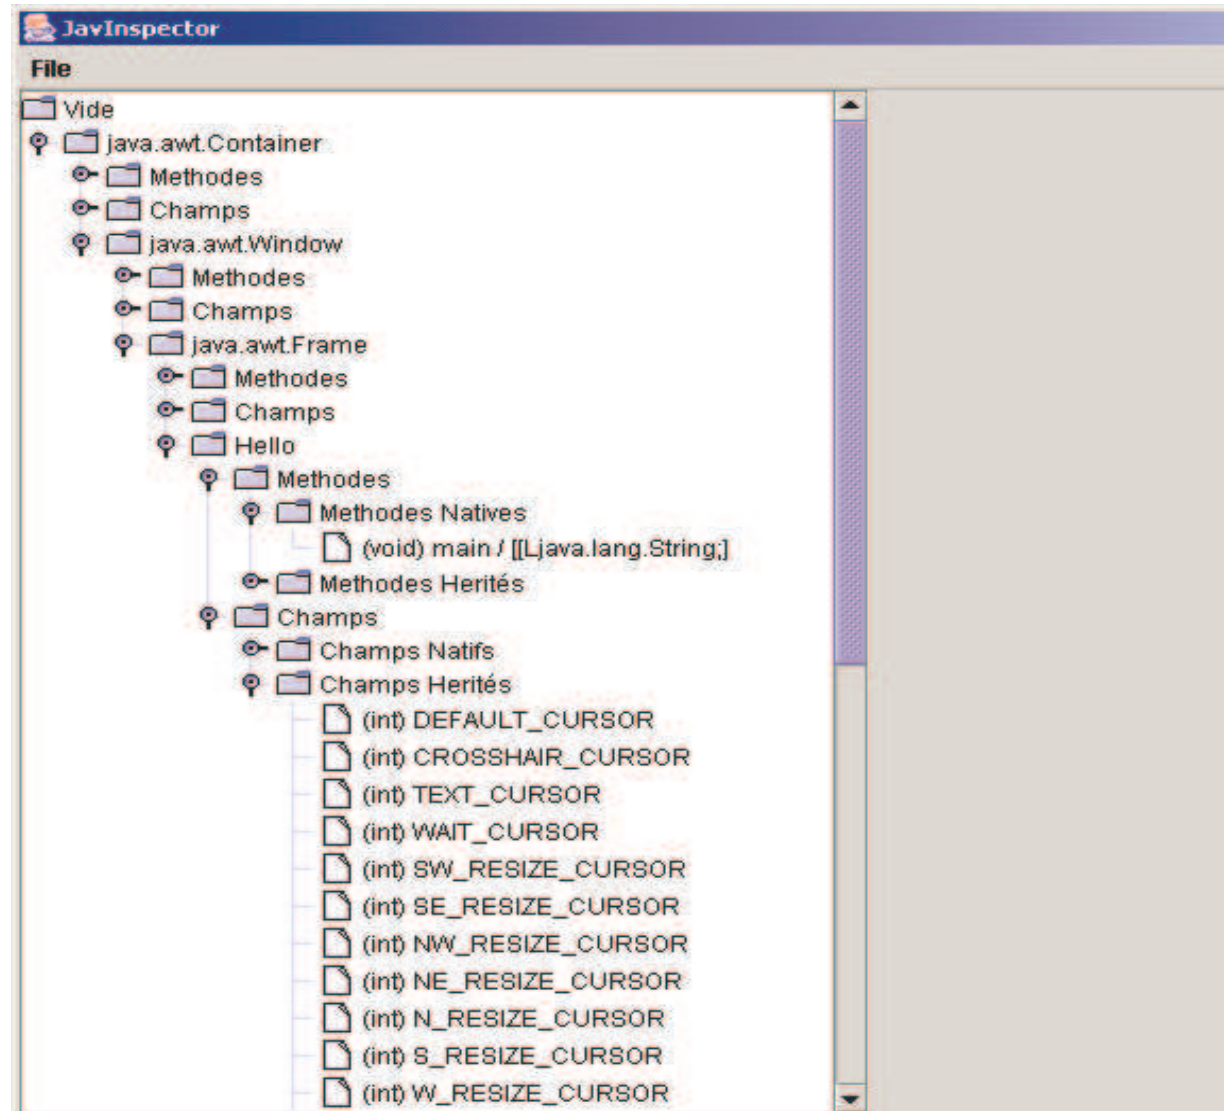 JavInspector
File
Vide
java.awt.Container
Methodes
Champs
java.awt.Window
Methodes
Champs
java.awt.Frame
Methodes
Champs
Hello
Methodes
Methodes Natives
(void) main / [[Ljava.lang.String;]
Methodes Herités
Champs
Champs Natifs
Champs Herités
(int) DEFAULT_CURSOR
(int) CROSSHAIR_CURSOR
(int) TEXT_CURSOR
(int) WAIT_CURSOR
(int) SW_RESIZE_CURSOR
(int) SE_RESIZE_CURSOR
(int) NW_RESIZE_CURSOR
(int) NE_RESIZE_CURSOR
(int) N_RESIZE_CURSOR
(int) S_RESIZE_CURSOR
(int) W_RESIZE_CURSOR